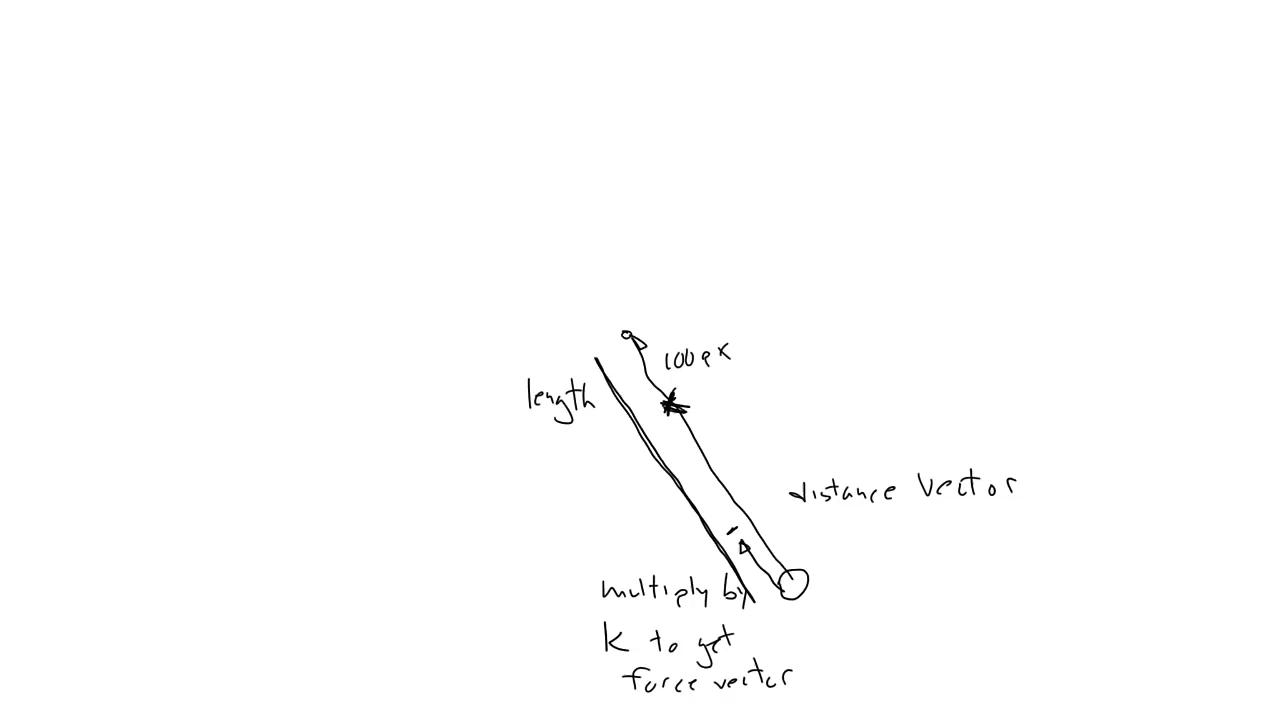 100px
length
distance vector
multiply by
k to get
force vector